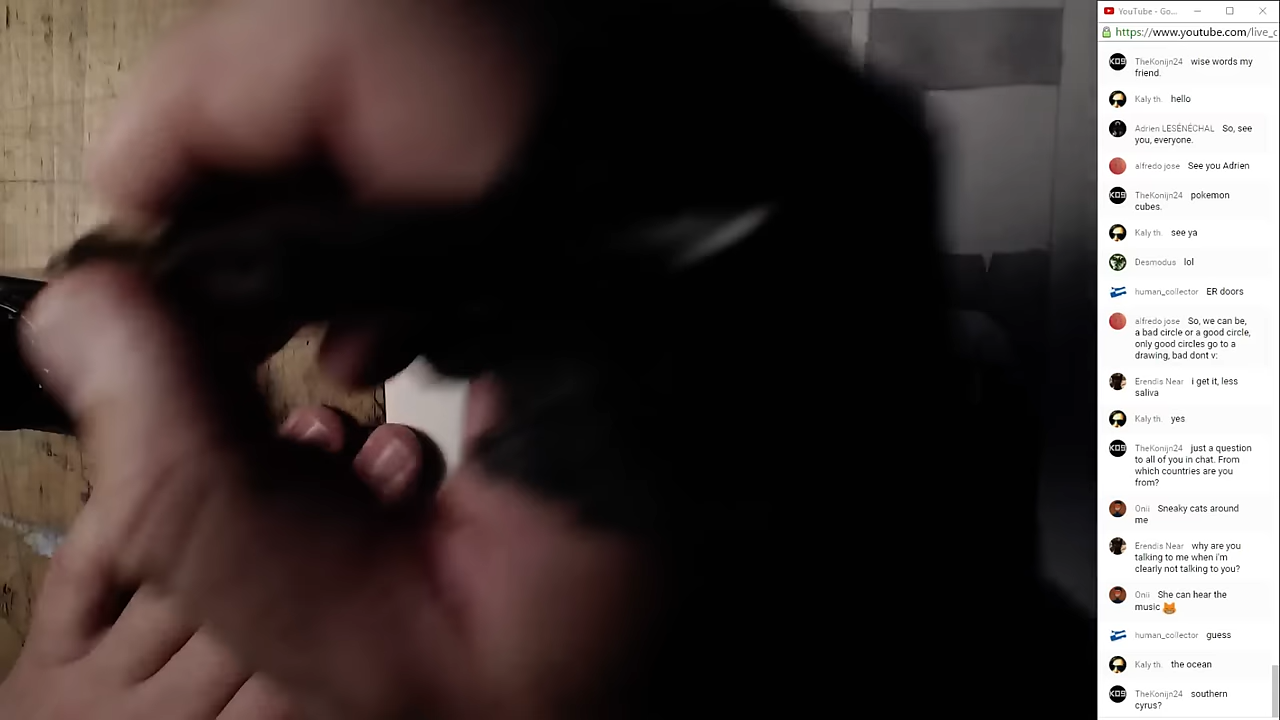 YouTube - Go...
https://www.youtube.com/live_c
TheKonijn24 wise words my
friend.
Kaly th. hello
Adrien LESÉNÉCHAL So, see
you, everyone.
alfredo jose See you Adrien
TheKonijn24 pokemon
cubes.
Kaly th. see ya
Desmodus lol
human_collector ER doors
alfredo jose So, we can be,
a bad circle or a good circle,
only good circles go to a
drawing, bad dont v:
Erendis Near i get it, less
saliva
Kaly th. yes
TheKonijn24 just a question
to all of you in chat. From
which countries are you
from?
Onii Sneaky cats around
me
Erendis Near why are you
talking to me when i'm
clearly not talking to you?
Onii She can hear the
music
human_collector guess
Kaly th. the ocean
TheKonijn24 southern
cyrus?